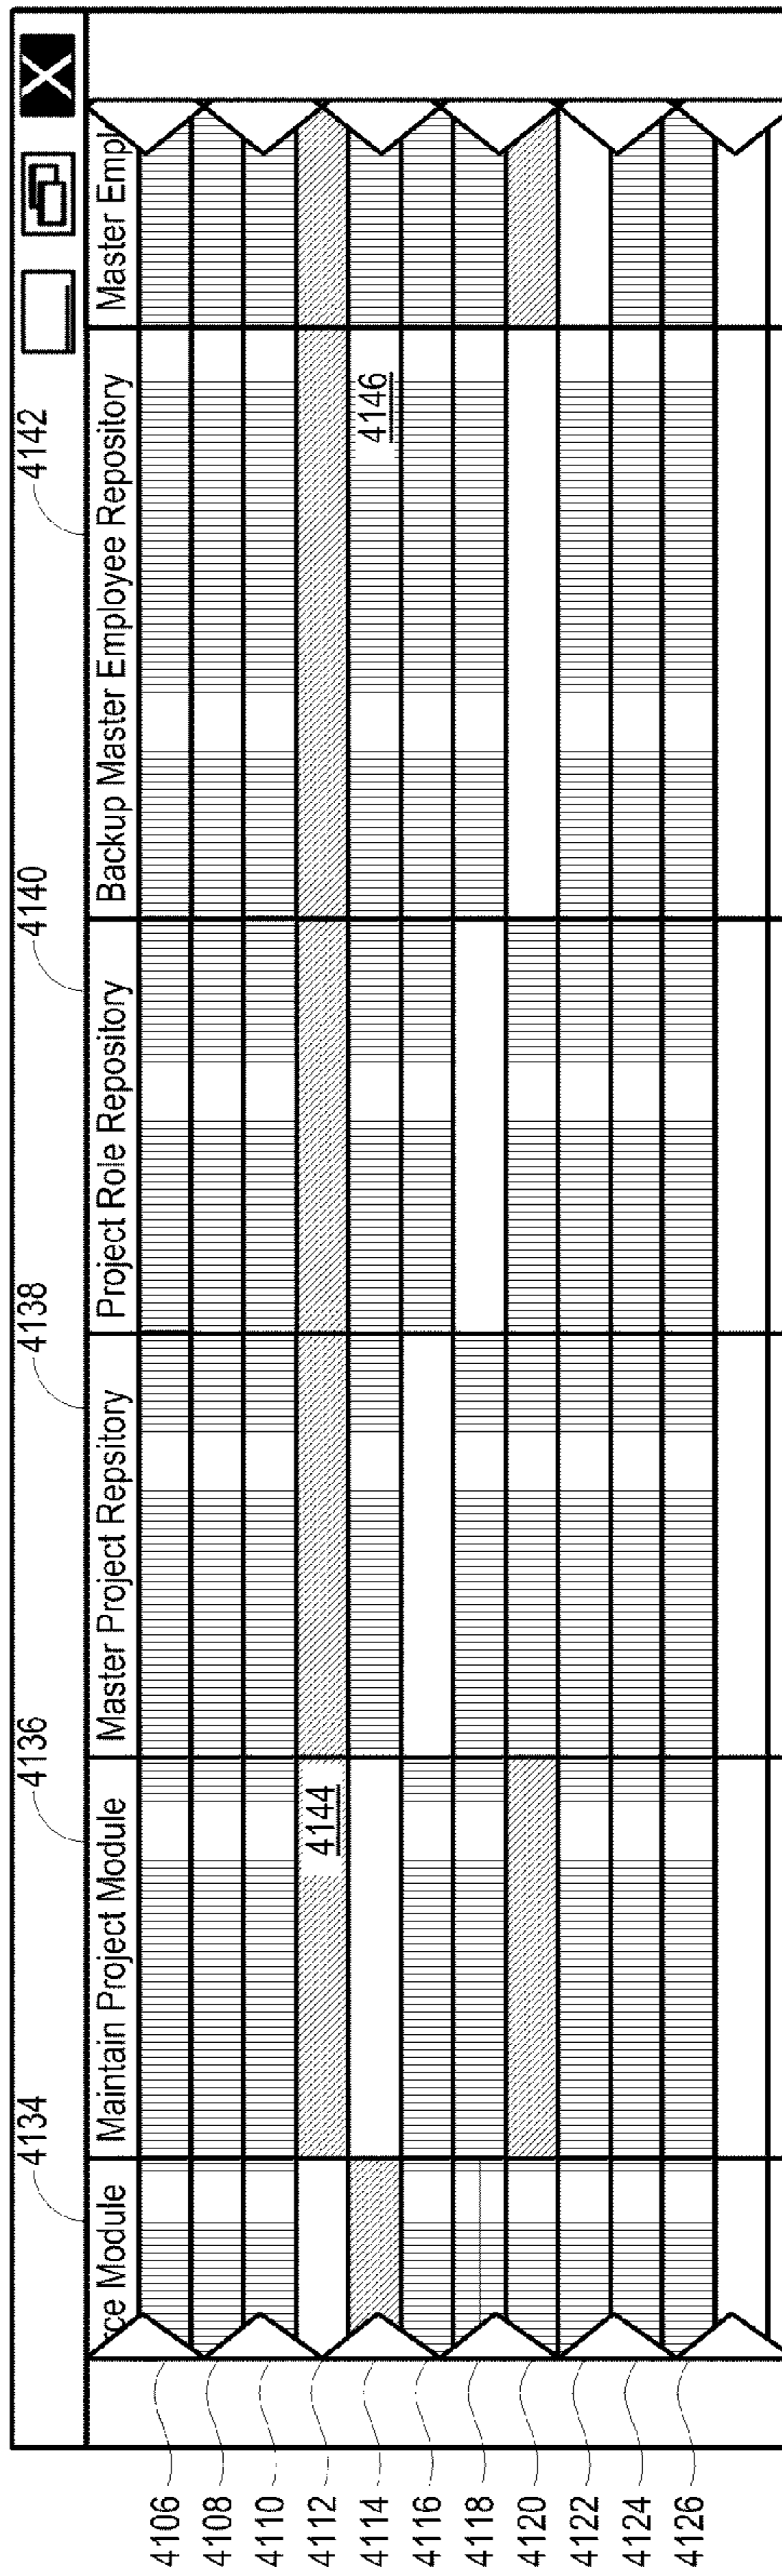 4134
4136
4138
4140
4142
X
ce Module
Maintain Project Module
Master Project Repsitory
Project Role Repository
Backup Master Employee Repository
Master Empl
4106
4108
4110
4112
4144
4114
4146
4116
4118
4120
4122
4124
4126